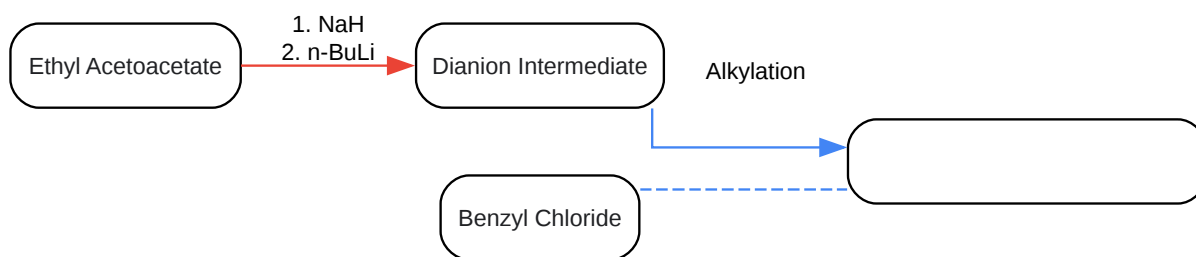 1. NaH
2. n-BuLi
Ethyl Acetoacetate
Dianion Intermediate
Alkylation
Benzyl Chloride